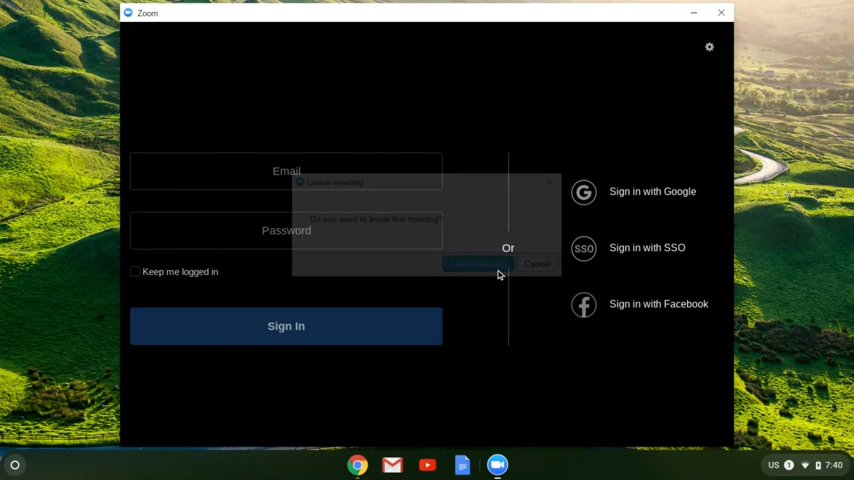 Zoom
Email
Leave meeting
Do you want to leave this meeting?
Password
Cancel
Keep me logged in
Sign In
Or
G
Sign in with Google
SSO
Sign in with SSO
f
Sign in with Facebook
US 1 7:40